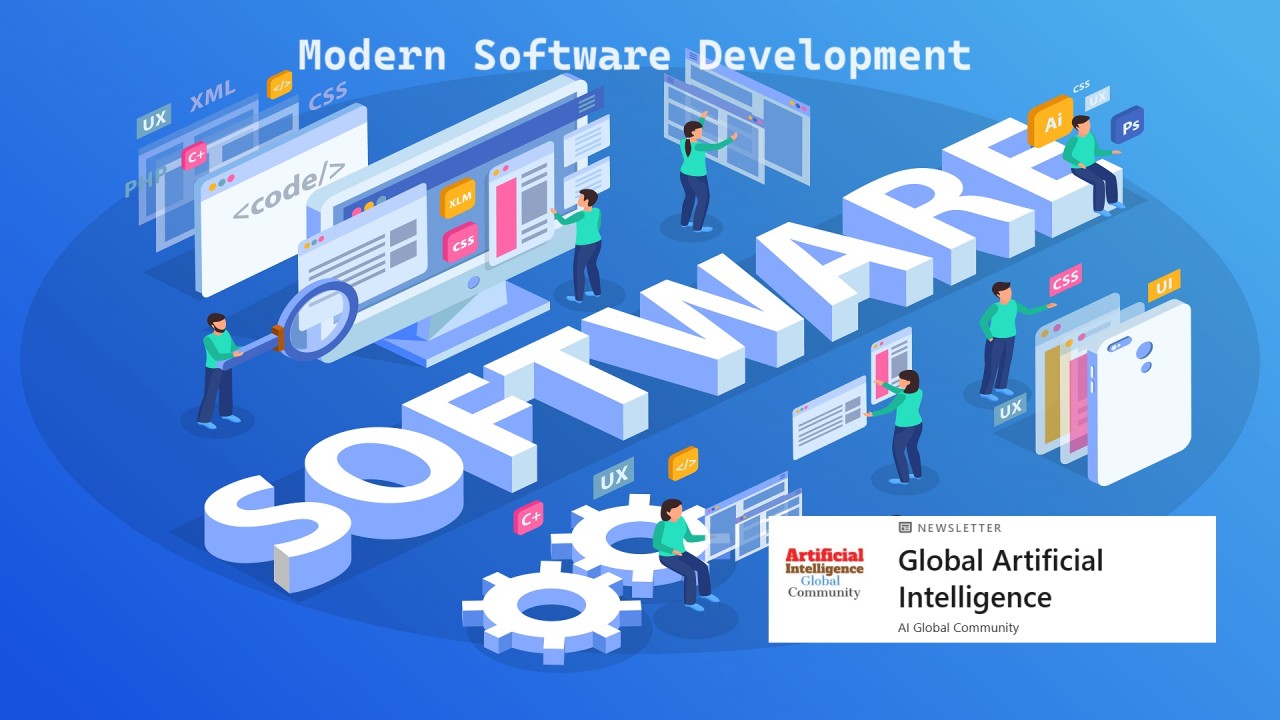 Modern Software Development
UX
XML
</>
CSS
C+
PHP
<code/>
XLM
CSS
T
CSS
UX
Ai
Ps
SOFTWARE
CSS
UI
UX
UX
</>
C+
NEWSLETTER
Artificial
Intelligence
Global
Community
Global Artificial
Intelligence
AI Global Community